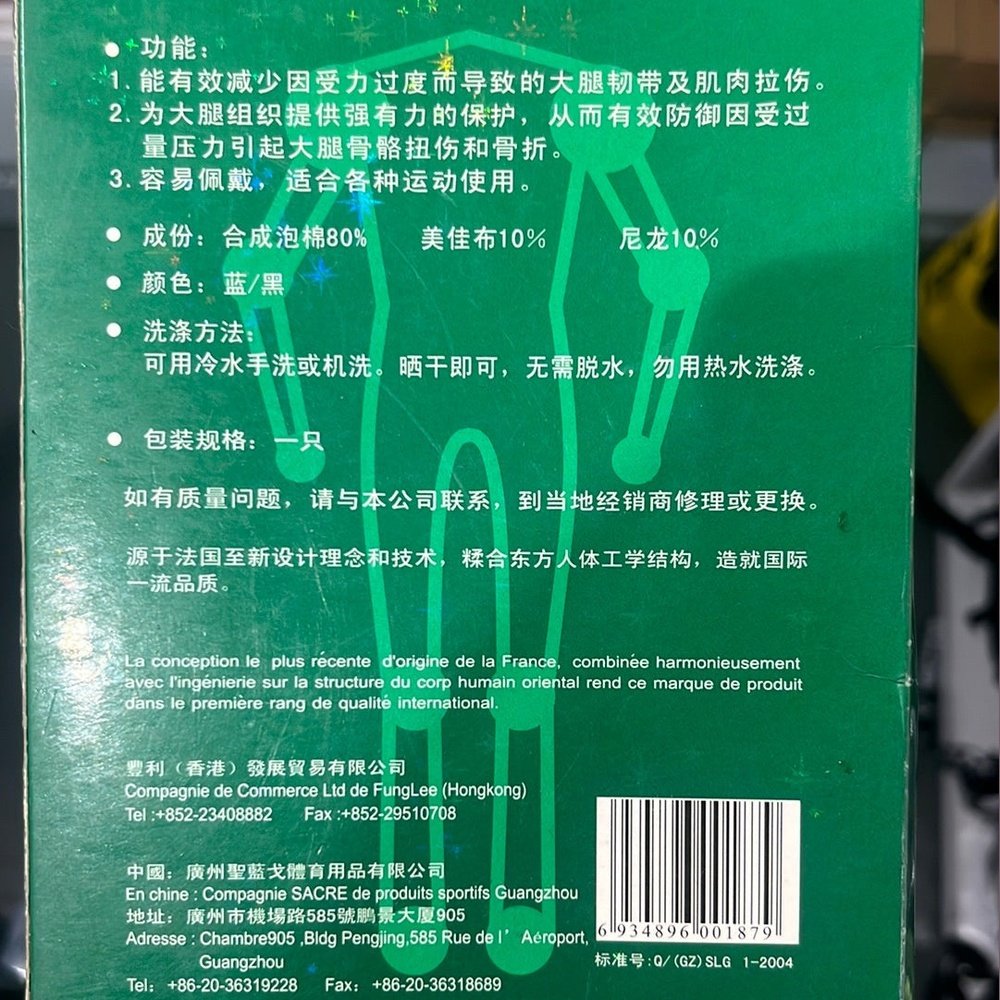 ● 功能：
1. 能有效减少因受力过度而导致的大腿韧带及肌肉拉伤。
2. 为大腿组织提供强有力的保护，从而有效防御因受过
量压力引起大腿骨骼扭伤和骨折。
3. 容易佩戴，适合各种运动使用。
● 成份：合成泡棉80% 美佳布10% 尼龙10%
● 颜色：蓝/黑
● 洗涤方法：
可用冷水手洗或机洗。晒干即可，无需脱水，勿用热水洗涤。
● 包装规格：一只
如有质量问题，请与本公司联系，到当地经销商修理或更换。
源于法国至新设计理念和技术，糅合东方人体工学结构，造就国际
一流品质。
La conception le plus récente d'origine de la France, combinée harmonieusement
avec l'ingénierie sur la structure du corp humain oriental rend ce marque de produit
dans le première rang de qualité international.
豐利（香港）發展貿易有限公司
Compagnie de Commerce Ltd de FungLee (Hongkong)
Tel :+852-23408882 Fax :+852-29510708
中國：廣州聖藍戈體育用品有限公司
En chine : Compagnie SACRE de produits sportifs Guangzhou
地址：廣州市機場路585號鵬景大厦905
Adresse : Chambre905 ,Bldg Pengjing,585 Rue de l' Aéroport,
Guangzhou
Tel： +86-20-36319228 Fax： +86-20-36318689
6 934896 001879
标准号:Q/(GZ)SLG 1-2004